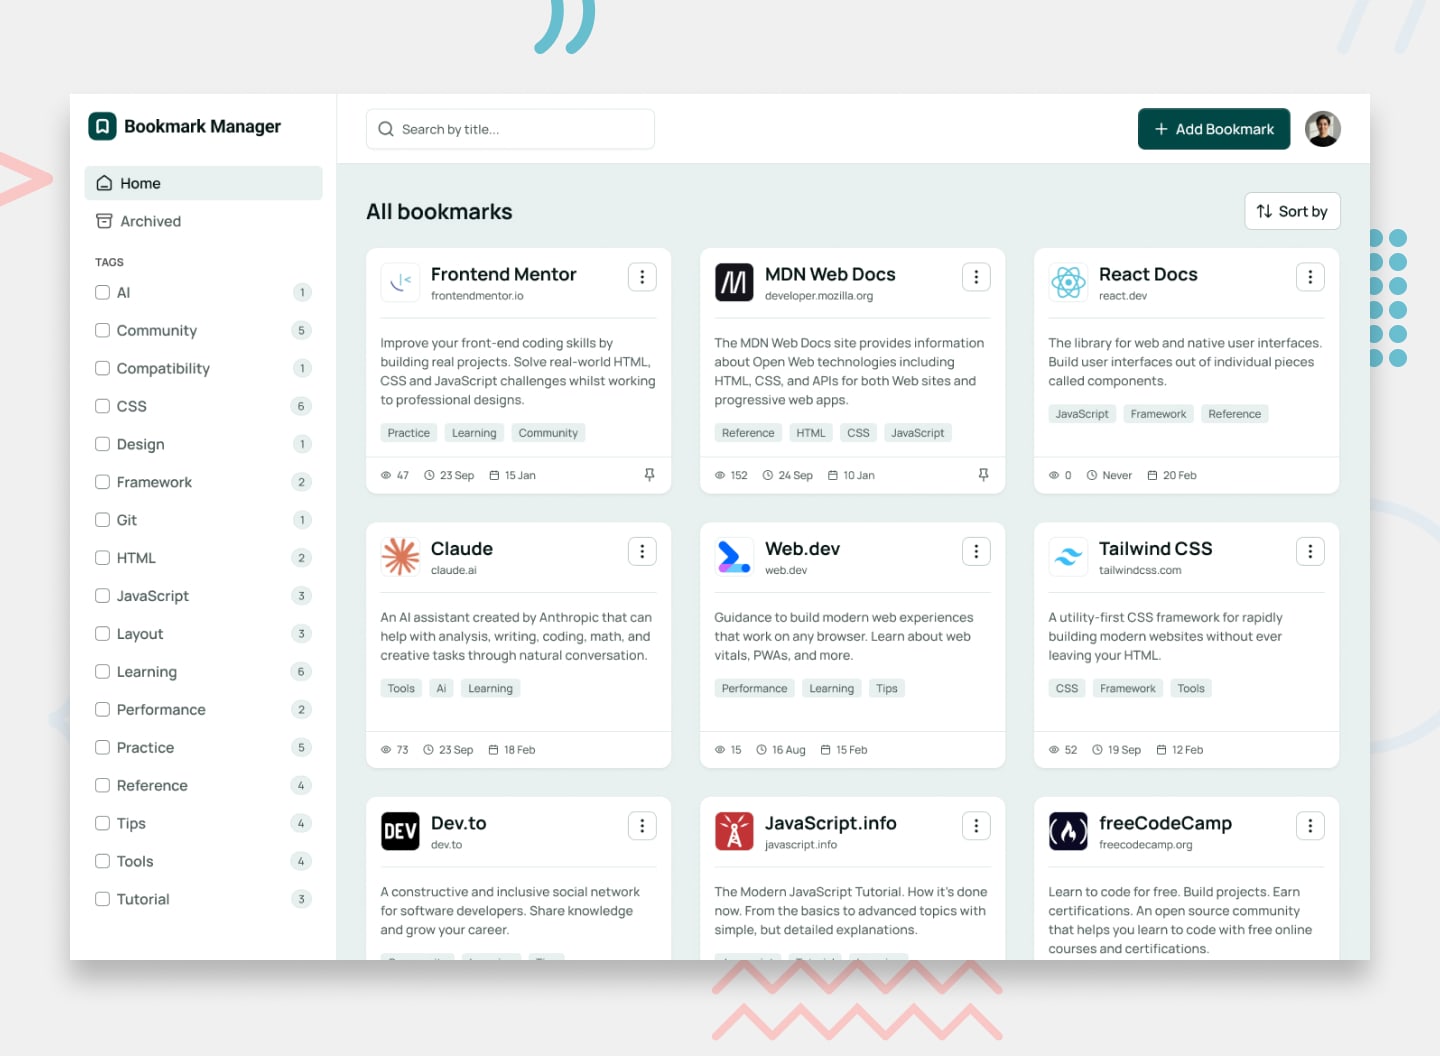 Bookmark Manager
Search by title...
+ Add Bookmark
Home
Archived
TAGS
AI 1
Community 5
Compatibility 1
CSS 6
Design 1
Framework 2
Git 1
HTML 2
JavaScript 3
Layout 3
Learning 6
Performance 2
Practice 5
Reference 4
Tips 4
Tools 4
Tutorial 3
All bookmarks
Sort by
Frontend Mentor
frontendmentor.io
Improve your front-end coding skills by
building real projects. Solve real-world HTML,
CSS and JavaScript challenges whilst working
to professional designs.
Practice Learning Community
47 23 Sep 15 Jan
MDN Web Docs
developer.mozilla.org
The MDN Web Docs site provides information
about Open Web technologies including
HTML, CSS, and APIs for both Web sites and
progressive web apps.
Reference HTML CSS JavaScript
152 24 Sep 10 Jan
React Docs
react.dev
The library for web and native user interfaces.
Build user interfaces out of individual pieces
called components.
JavaScript Framework Reference
0 Never 20 Feb
Claude
claude.ai
An AI assistant created by Anthropic that can
help with analysis, writing, coding, math, and
creative tasks through natural conversation.
Tools Ai Learning
73 23 Sep 18 Feb
Web.dev
web.dev
Guidance to build modern web experiences
that work on any browser. Learn about web
vitals, PWAs, and more.
Performance Learning Tips
15 16 Aug 15 Feb
Tailwind CSS
tailwindcss.com
A utility-first CSS framework for rapidly
building modern websites without ever
leaving your HTML.
CSS Framework Tools
52 19 Sep 12 Feb
DEV
Dev.to
dev.to
A constructive and inclusive social network
for software developers. Share knowledge
and grow your career.
JavaScript.info
javascript.info
The Modern JavaScript Tutorial. How it's done
now. From the basics to advanced topics with
simple, but detailed explanations.
freeCodeCamp
freecodecamp.org
Learn to code for free. Build projects. Earn
certifications. An open source community
that helps you learn to code with free online
courses and certifications.